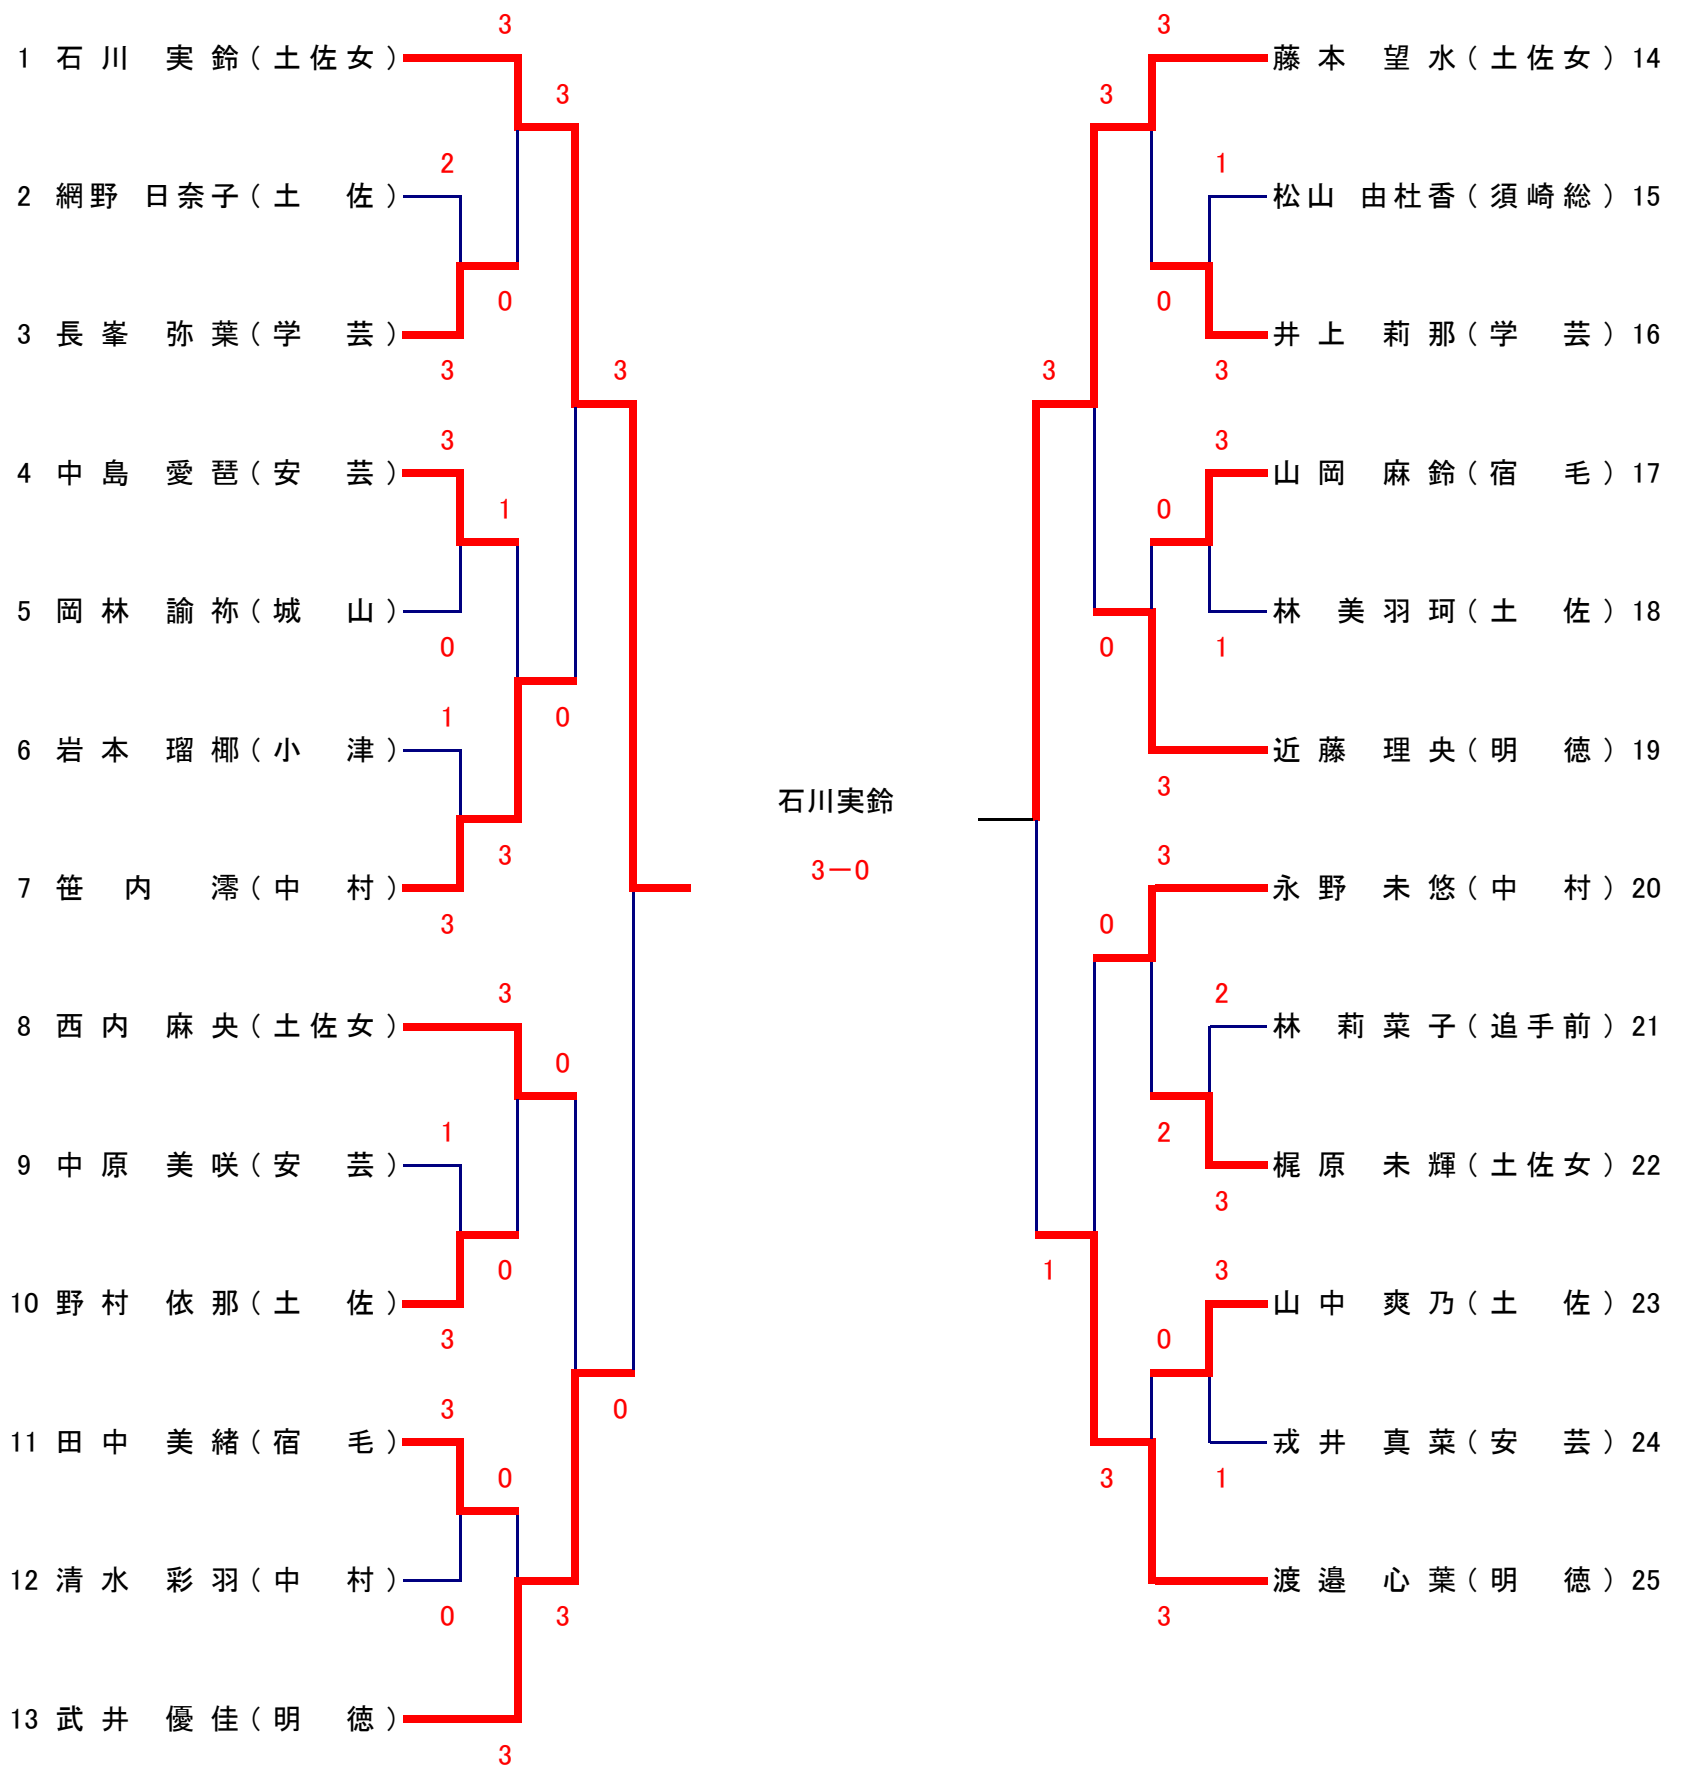 3
1 石川 実鈴(土佐女)
3
2
2 網野 日奈子(土 佐)
0
3 長峯 弥葉(学 芸)
3
3
3
4 中島 愛琶(安 芸)
1
5 岡林 諭祢(城 山)
0
1
0
6 岩本 瑠椰(小 津)
3
7 笹内 澪(中 村)
3
3
8 西内 麻央(土佐女)
0
1
9 中原 美咲(安 芸)
0
10 野村 依那(土 佐)
3
3
0
11 田中 美緒(宿 毛)
0
12 清水 彩羽(中 村)
0
3
13 武井 優佳(明 徳)
3
石川実鈴
3－0
3
藤本 望水(土佐女) 14
3
1
松山 由杜香(須崎総) 15
0
井上 莉那(学 芸) 16
3
3
3
山岡 麻鈴(宿 毛) 17
0
林 美羽珂(土 佐) 18
0
1
近藤 理央(明 徳) 19
3
3
永野 未悠(中 村) 20
0
2
林 莉菜子(追手前) 21
2
梶原 未輝(土佐女) 22
3
1
3
山中 爽乃(土 佐) 23
0
戎井 真菜(安 芸) 24
3
1
渡邉 心葉(明 徳) 25
3